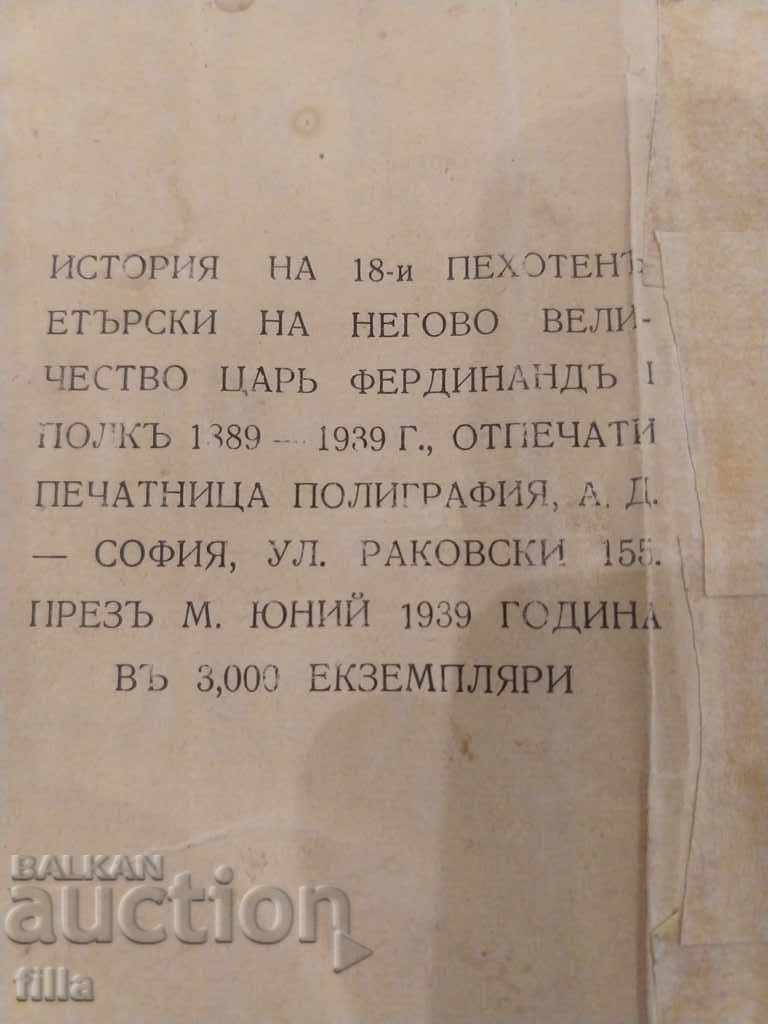 ИСТОРИЯ НА 18-и ПЕХОТЕНЪ
ЕТЪРСКИ НА НЕГОВО ВЕЛИ-
ЧЕСТВО ЦАРЬ ФЕРДИНАНДЪ I
ПОЛКЪ 1889 — 1939 Г., ОТПЕЧАТИ
ПЕЧАТНИЦА ПОЛИГРАФИЯ, А. Д.
— СОФИЯ, УЛ. РАКОВСКИ 155.
ПРЕЗЪ М. ЮНИЙ 1939 ГОДИНА
ВЪ 3,000 ЕКЗЕМПЛЯРИ
BALKAN
auction
filla